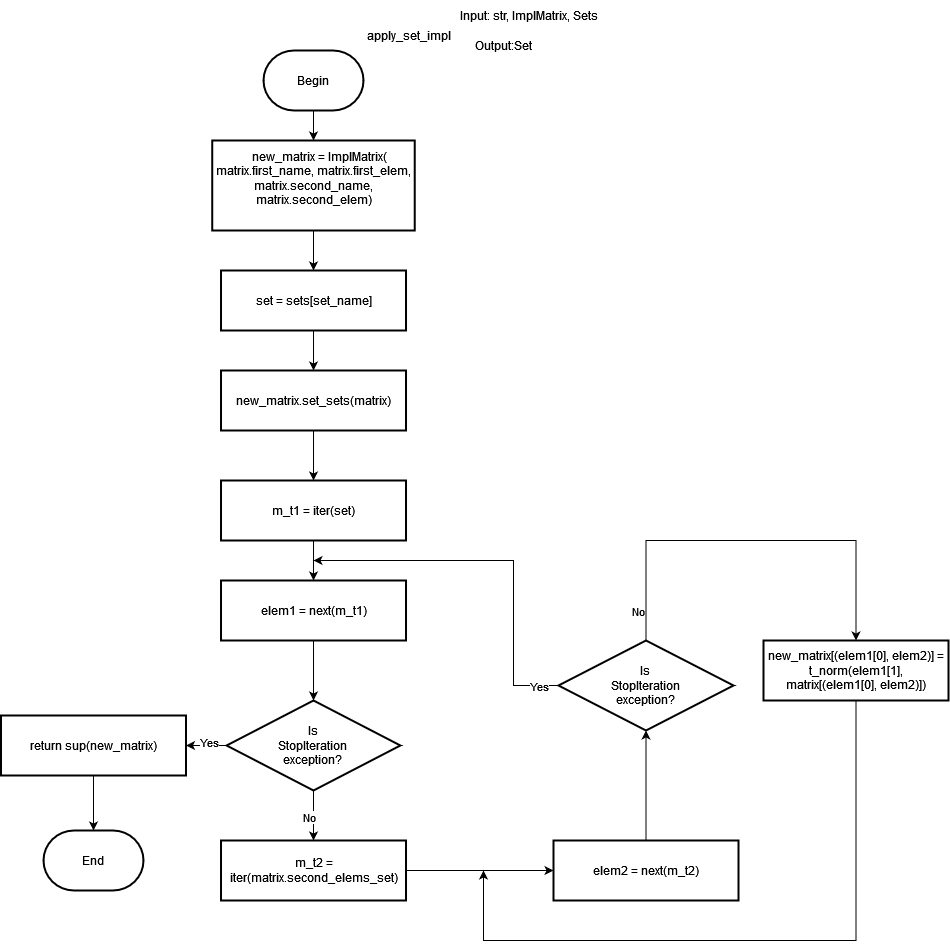 Input: str, ImplMatrix, Sets
apply_set_impl
Output:Set
Begin
new_matrix = ImplMatrix(
matrix.first_name, matrix.first_elem,
matrix.second_name,
matrix.second_elem)
set = sets[set_name]
new_matrix.set_sets(matrix)
m_t1 = iter(set)
elem1 = next(m_t1)
Is
StopIteration
exception?
Yes
return sup(new_matrix)
End
No
m_t2 =
iter(matrix.second_elems_set)
elem2 = next(m_t2)
Is
StopIteration
exception?
Yes
No
new_matrix[(elem1[0], elem2)] =
t_norm(elem1[1],
matrix[(elem1[0], elem2)])